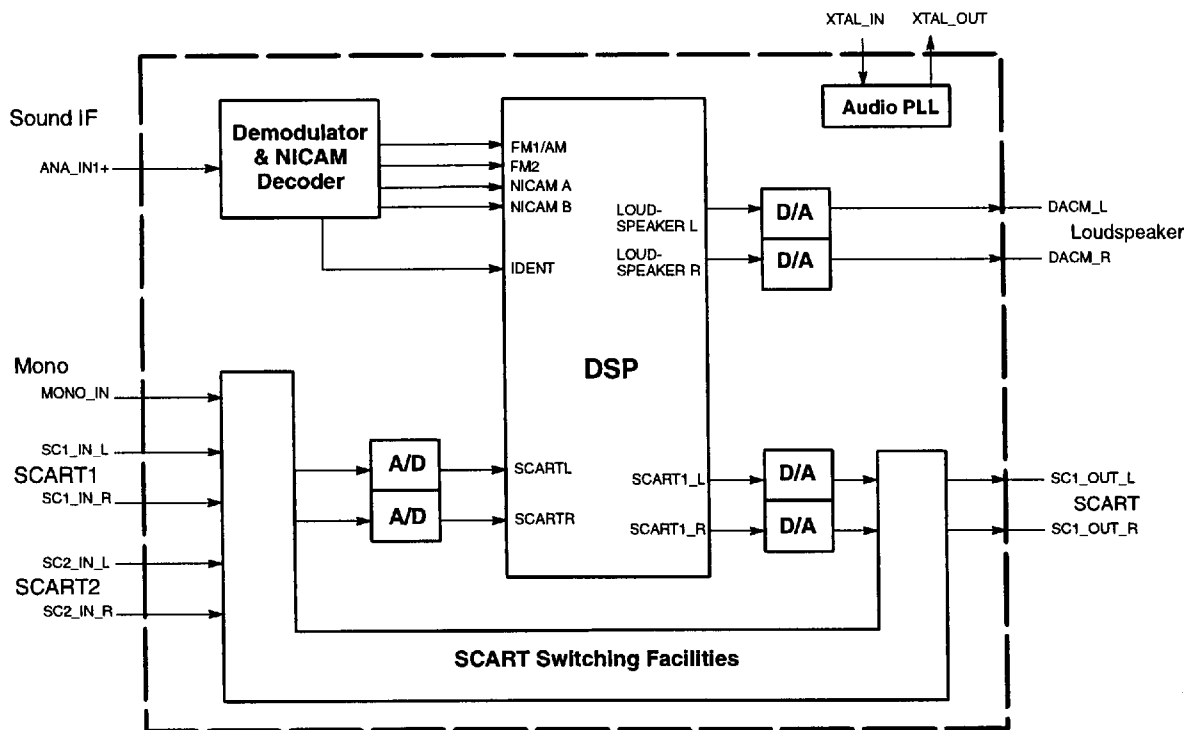 XTAL_IN
XTAL_OUT
Audio PLL
Sound IF
ANA_IN1+
Demodulator
& NICAM
Decoder
FM1/AM
FM2
NICAM A
NICAM B
IDENT
LOUD-
SPEAKER L
LOUD-
SPEAKER R
D/A
D/A
DACM_L
Loudspeaker
DACM_R
DSP
Mono
MONO_IN
SC1_IN_L
SCART1
SC1_IN_R
SC2_IN_L
SCART2
SC2_IN_R
A/D
A/D
SCARTL
SCARTR
SCART1_L
SCART1_R
D/A
D/A
SC1_OUT_L
SCART
SC1_OUT_R
SCART Switching Facilities